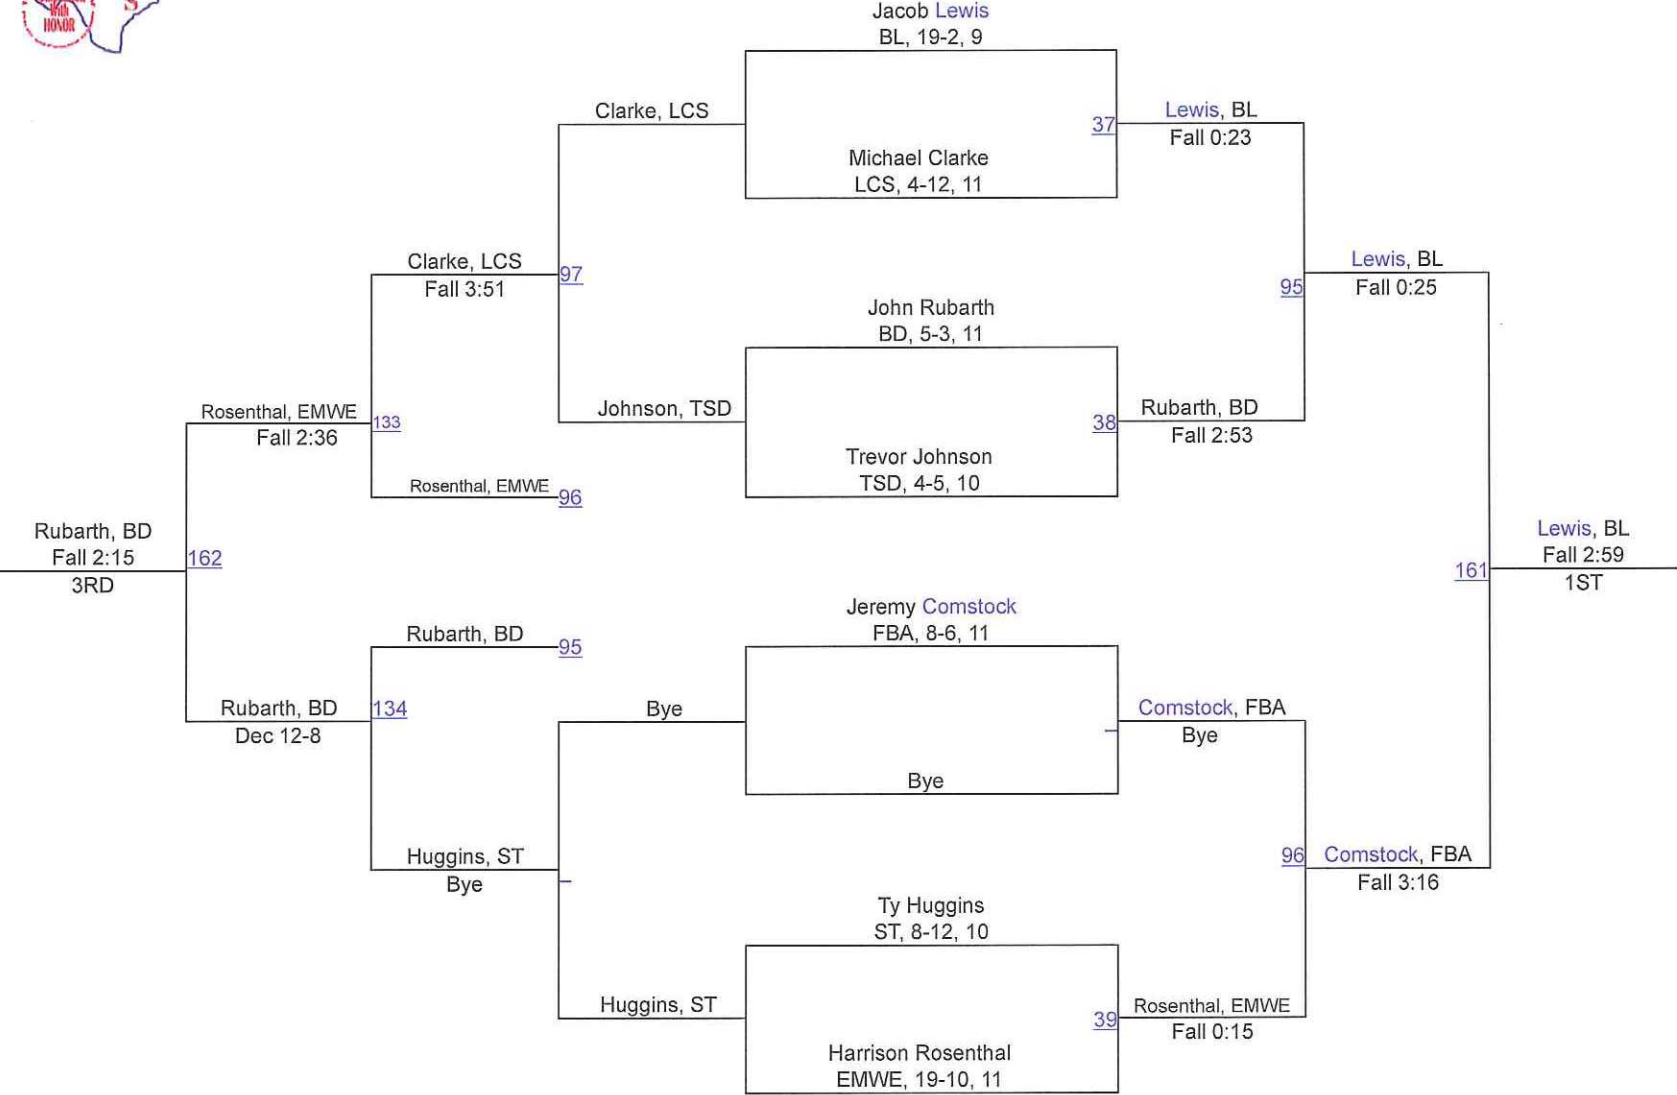 With
HONOR
S
Jacob Lewis
BL, 19-2, 9
Clarke, LCS
37
Lewis, BL
Fall 0:23
Michael Clarke
LCS, 4-12, 11
Clarke, LCS
Fall 3:51
97
Lewis, BL
Fall 0:25
95
John Rubarth
BD, 5-3, 11
Johnson, TSD
38
Rubarth, BD
Fall 2:53
Rosenthal, EMWE
Fall 2:36
133
Trevor Johnson
TSD, 4-5, 10
Rosenthal, EMWE
96
Rubarth, BD
Fall 2:15
3RD
162
Lewis, BL
Fall 2:59
1ST
161
Jeremy Comstock
FBA, 8-6, 11
Rubarth, BD
95
Rubarth, BD
Dec 12-8
134
Bye
Comstock, FBA
Bye
Bye
Huggins, ST
Bye
96
Comstock, FBA
Fall 3:16
Ty Huggins
ST, 8-12, 10
Huggins, ST
39
Rosenthal, EMWE
Fall 0:15
Harrison Rosenthal
EMWE, 19-10, 11